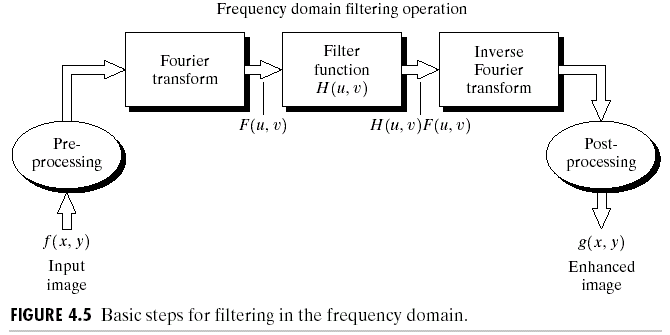 Frequency domain filtering operation
Fourier
transform
Filter
function
H(u, v)
Inverse
Fourier
transform
F(u, v)
H(u, v)F(u, v)
Pre-
processing
Post-
processing
f(x, y)
Input
image
g(x, y)
Enhanced
image
FIGURE 4.5 Basic steps for filtering in the frequency domain.